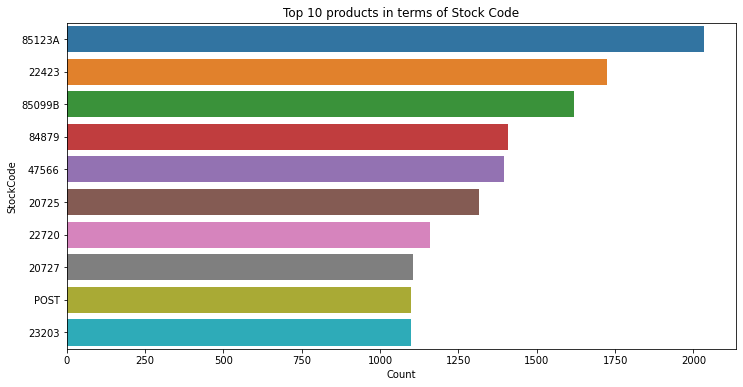 Top 10 products in terms of Stock Code
StockCode
85123A
22423
85099B
84879
47566
20725
22720
20727
POST
23203
0 250 500 750 1000 1250 1500 1750 2000
Count